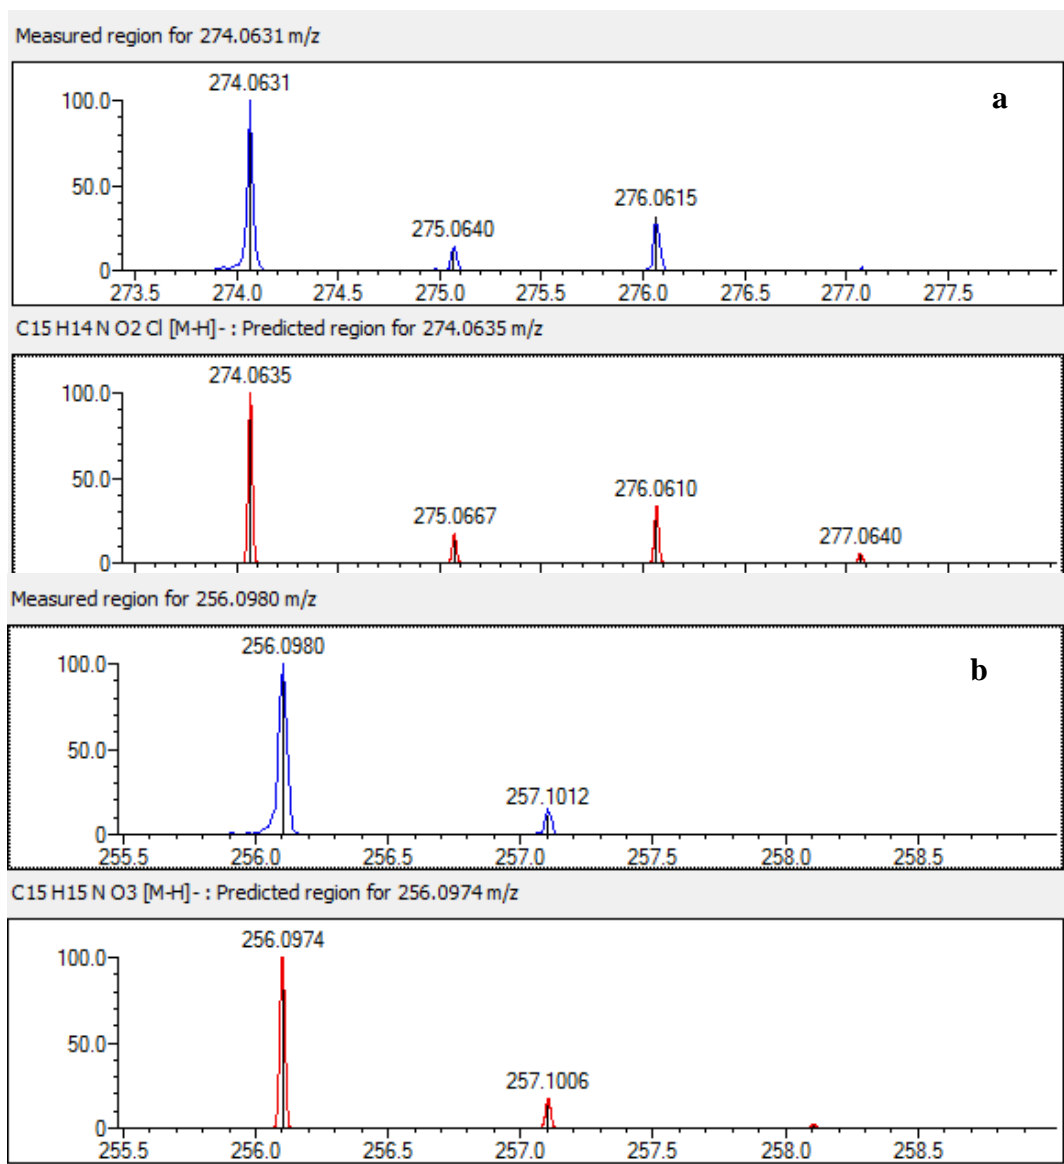 Measured region for 274.0631 m/z
274.0631
a
100.0
276.0615
50.0
275.0640
0
273.5 274.0 274.5 275.0 275.5 276.0 276.5 277.0 277.5
C15 H14 N O2 Cl [M-H]- : Predicted region for 274.0635 m/z
274.0635
100.0
276.0610
50.0
275.0667
277.0640
0
Measured region for 256.0980 m/z
256.0980
100.0
b
50.0
257.1012
0
255.5 256.0 256.5 257.0 257.5 258.0 258.5
C15 H15 N O3 [M-H]- : Predicted region for 256.0974 m/z
256.0974
100.0
50.0
257.1006
0
255.5 256.0 256.5 257.0 257.5 258.0 258.5